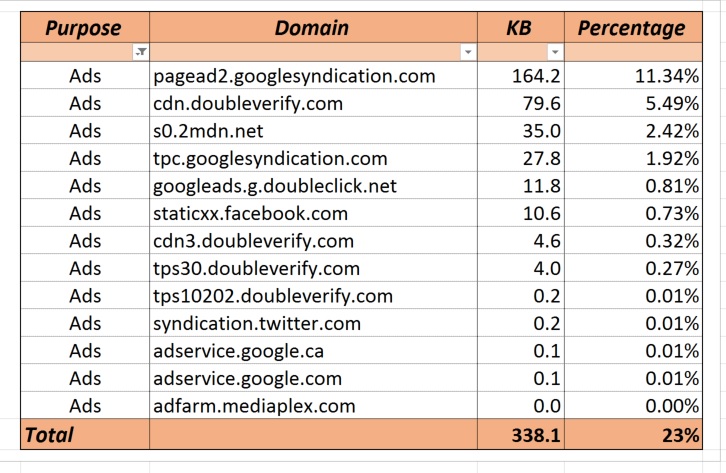 Purpose Domain KB Percentage
Ads pagead2.googlesyndication.com 164.2 11.34%
Ads cdn.doubleverify.com 79.6 5.49%
Ads s0.2mdn.net 35.0 2.42%
Ads tpc.googlesyndication.com 27.8 1.92%
Ads googleads.g.doubleclick.net 11.8 0.81%
Ads staticxx.facebook.com 10.6 0.73%
Ads cdn3.doubleverify.com 4.6 0.32%
Ads tps30.doubleverify.com 4.0 0.27%
Ads tps10202.doubleverify.com 0.2 0.01%
Ads syndication.twitter.com 0.2 0.01%
Ads adservice.google.ca 0.1 0.01%
Ads adservice.google.com 0.1 0.01%
Ads adfarm.mediaplex.com 0.0 0.00%
Total 338.1 23%